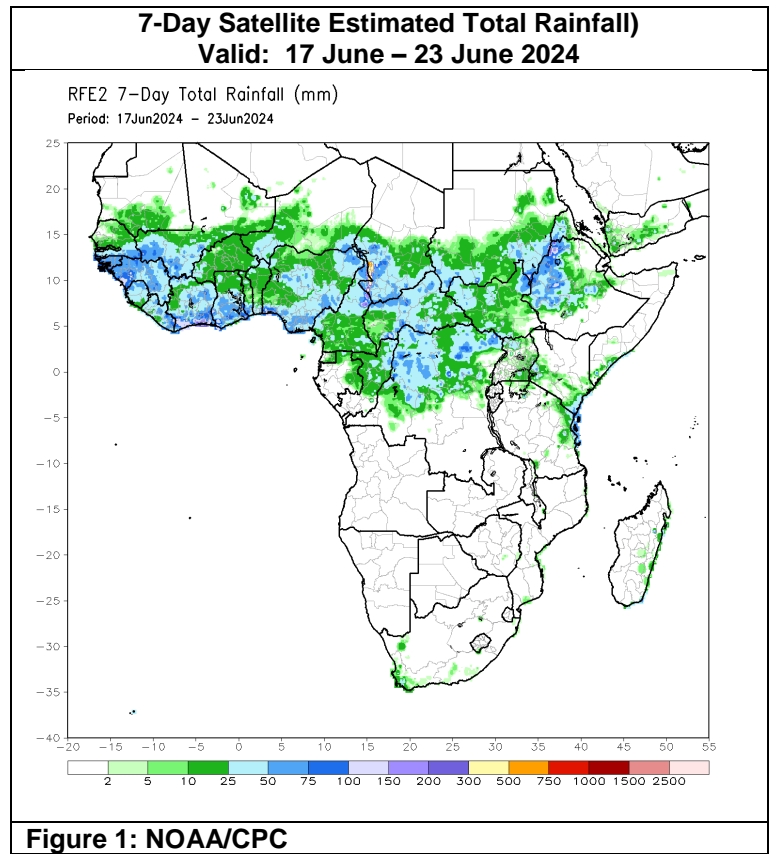 7-Day Satellite Estimated Total Rainfall)
Valid: 17 June – 23 June 2024
RFE2 7-Day Total Rainfall (mm)
Period: 17Jun2024 – 23Jun2024
25
20
15
10
5
0
-5
-10
-15
-20
-25
-30
-35
-40
-20 -15 -10 -5 0 5 10 15 20 25 30 35 40 45 50 55
2 5 10 25 50 75 100 150 200 300 500 750 1000 1500 2500
Figure 1: NOAA/CPC